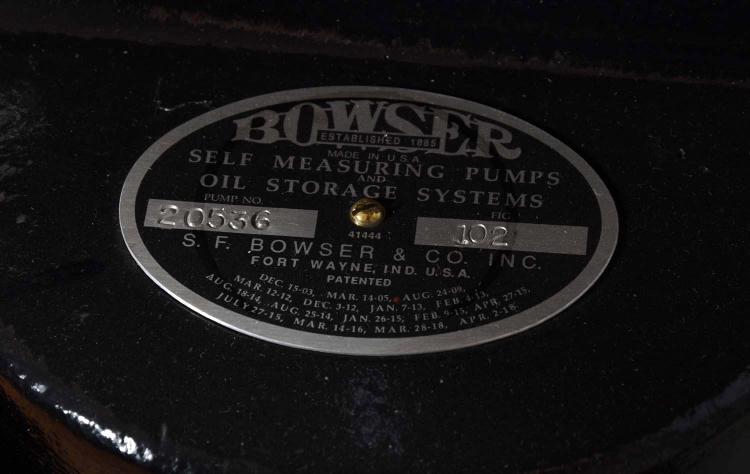 BOWSER
ESTABLISHED 1885
MADE IN U.S.A.
SELF MEASURING PUMPS
AND
OIL STORAGE SYSTEMS
PUMP NO.
20536
FIG
102
41444
S. F. BOWSER & CO. INC.
FORT WAYNE, IND. U.S.A.
PATENTED
DEC. 15-03, MAR. 14-05, AUG. 24-09,
MAR. 12-12, DEC. 3-12, JAN. 7-13, FEB. 4-13,
AUG. 18-14, AUG. 25-14, JAN. 26-15, FEB. 9-15, APR. 27-15,
JULY 27-15, MAR. 14-16, MAR. 28-18, APR. 2-18.